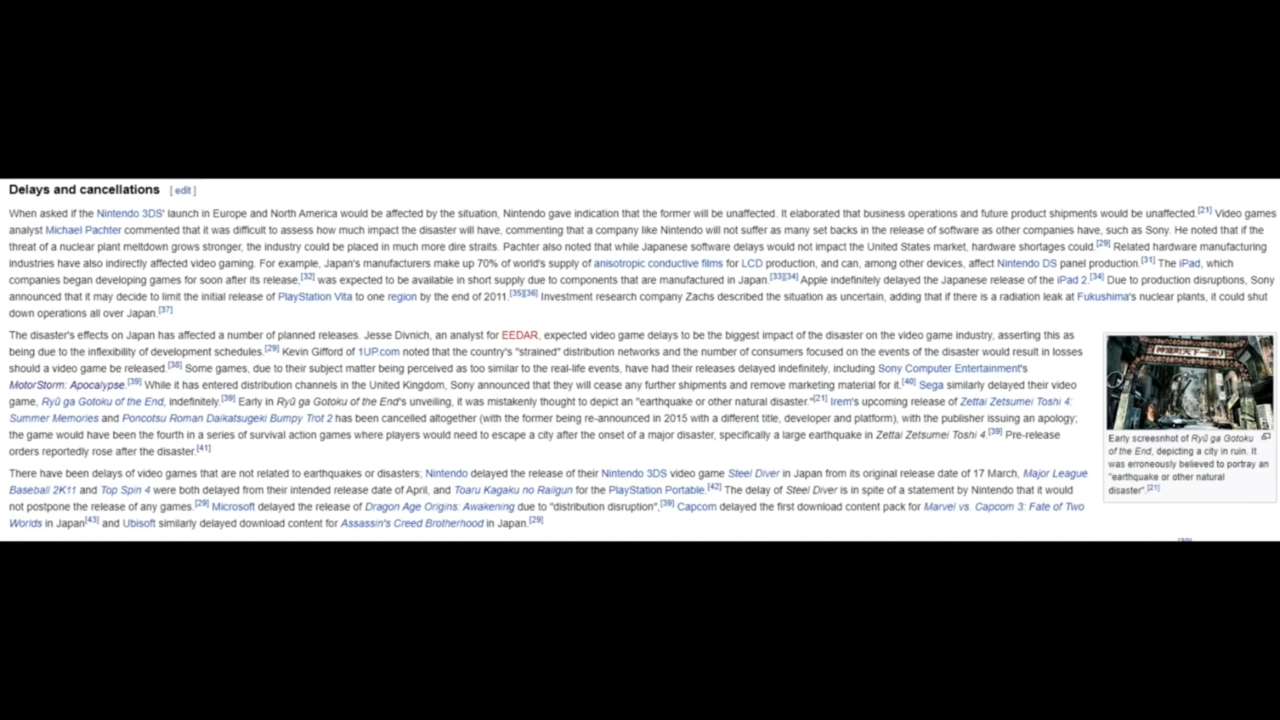 Delays and cancellations [ edit ]
When asked if the Nintendo 3DS' launch in Europe and North America would be affected by the situation, Nintendo gave indication that the former will be unaffected. It elaborated that business operations and future product shipments would be unaffected.[21] Video games
analyst Michael Pachter commented that it was difficult to assess how much impact the disaster will have, commenting that a company like Nintendo will not suffer as many set backs in the release of software as other companies have, such as Sony. He noted that if the
threat of a nuclear plant meltdown grows stronger, the industry could be placed in much more dire straits. Pachter also noted that while Japanese software delays would not impact the United States market, hardware shortages could.[29] Related hardware manufacturing
industries have also indirectly affected video gaming. For example, Japan's manufacturers make up 70% of world's supply of anisotropic conductive films for LCD production, and can, among other devices, affect Nintendo DS panel production.[31] The iPad, which
companies began developing games for soon after its release,[32] was expected to be available in short supply due to components that are manufactured in Japan.[33][34] Apple indefinitely delayed the Japanese release of the iPad 2.[34] Due to production disruptions, Sony
announced that it may decide to limit the initial release of PlayStation Vita to one region by the end of 2011.[35][36] Investment research company Zachs described the situation as uncertain, adding that if there is a radiation leak at Fukushima's nuclear plants, it could shut
down operations all over Japan.[37]
The disaster's effects on Japan has affected a number of planned releases. Jesse Divnich, an analyst for EEDAR, expected video game delays to be the biggest impact of the disaster on the video game industry, asserting this as
being due to the inflexibility of development schedules.[29] Kevin Gifford of 1UP.com noted that the country's "strained" distribution networks and the number of consumers focused on the events of the disaster would result in losses
should a video game be released.[38] Some games, due to their subject matter being perceived as too similar to the real-life events, have had their releases delayed indefinitely, including Sony Computer Entertainment's
MotorStorm: Apocalypse.[39] While it has entered distribution channels in the United Kingdom, Sony announced that they will cease any further shipments and remove marketing material for it.[40] Sega similarly delayed their video
game, Ryū ga Gotoku of the End, indefinitely.[39] Early in Ryū ga Gotoku of the End's unveiling, it was mistakenly thought to depict an "earthquake or other natural disaster."[21] Irem's upcoming release of Zettai Zetsumei Toshi 4:
Summer Memories and Poncotsu Roman Daikatsugeki Bumpy Trot 2 has been cancelled altogether (with the former being re-announced in 2015 with a different title, developer and platform), with the publisher issuing an apology;
the game would have been the fourth in a series of survival action games where players would need to escape a city after the onset of a major disaster, specifically a large earthquake in Zettai Zetsumei Toshi 4.[39] Pre-release
orders reportedly rose after the disaster.[41]
There have been delays of video games that are not related to earthquakes or disasters; Nintendo delayed the release of their Nintendo 3DS video game Steel Diver in Japan from its original release date of 17 March, Major League
Baseball 2K11 and Top Spin 4 were both delayed from their intended release date of April, and Toaru Kagaku no Railgun for the PlayStation Portable.[42] The delay of Steel Diver is in spite of a statement by Nintendo that it would
not postpone the release of any games.[29] Microsoft delayed the release of Dragon Age Origins: Awakening due to "distribution disruption",[39] Capcom delayed the first download content pack for Marvel vs. Capcom 3: Fate of Two
Worlds in Japan[43] and Ubisoft similarly delayed download content for Assassin's Creed Brotherhood in Japan.[29]
Early screesnhot of Ryū ga Gotoku
of the End, depicting a city in ruin. It
was erroneously believed to portray an
"earthquake or other natural
disaster".[21]